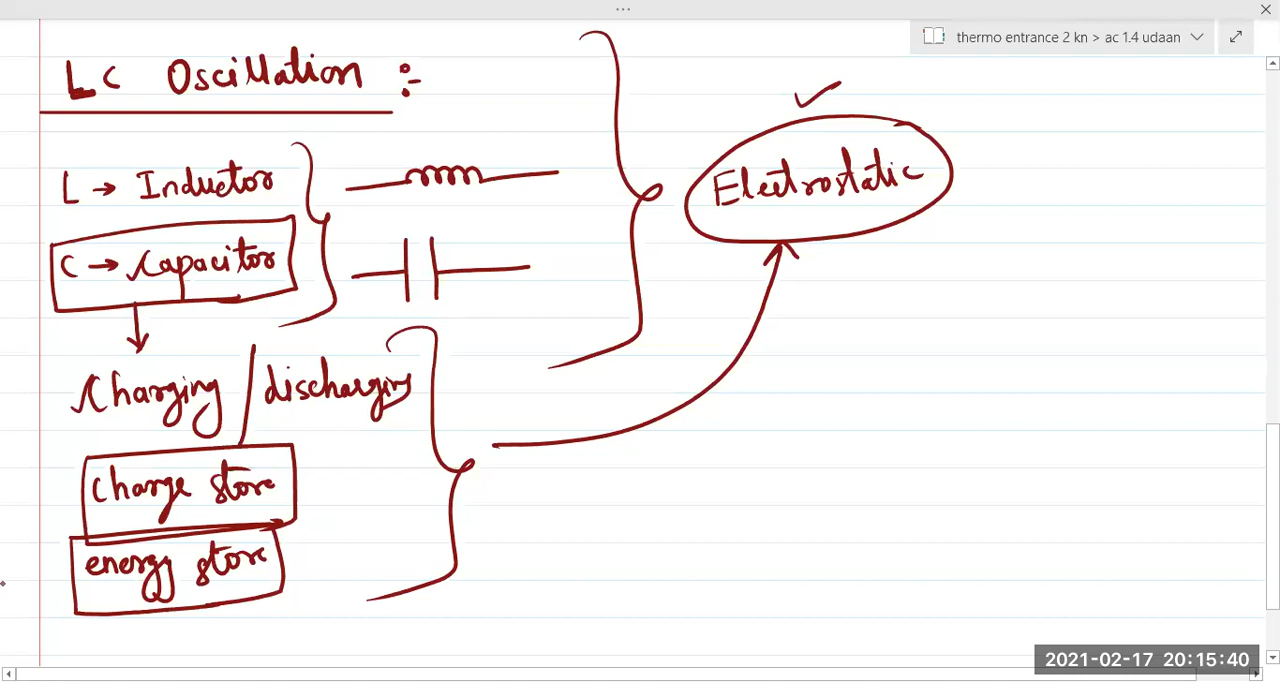 thermo entrance 2 kn > ac 1.4 udaan
LC Oscillation :-
Electrostatic
L → Inductor
C → Capacitor
Charging / discharging
Charge store
energy store
2021-02-17 20:15:40